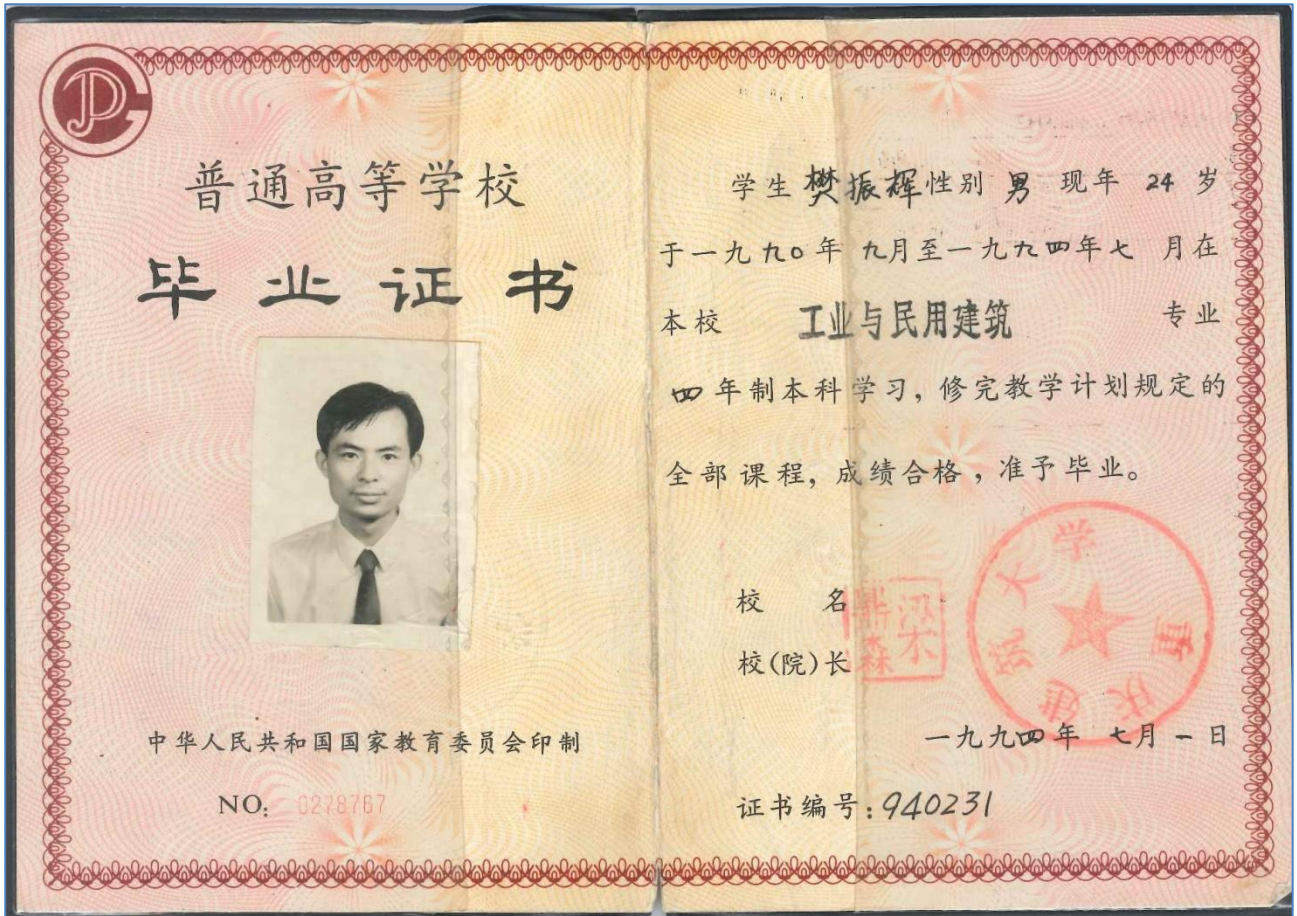 普通高等学校
毕业证书
中华人民共和国国家教育委员会印制
NO: 0278767
学生樊振辉性别 男 现年 24 岁
于一九九〇年 九月至一九九四年七 月在
本校 工业与民用建筑 专业
四年制本科学习，修完教学计划规定的
全部课程，成绩合格，准予毕业。
校 名
校(院)长
重庆建筑大学
一九九四年 七月一日
证书编号:940231